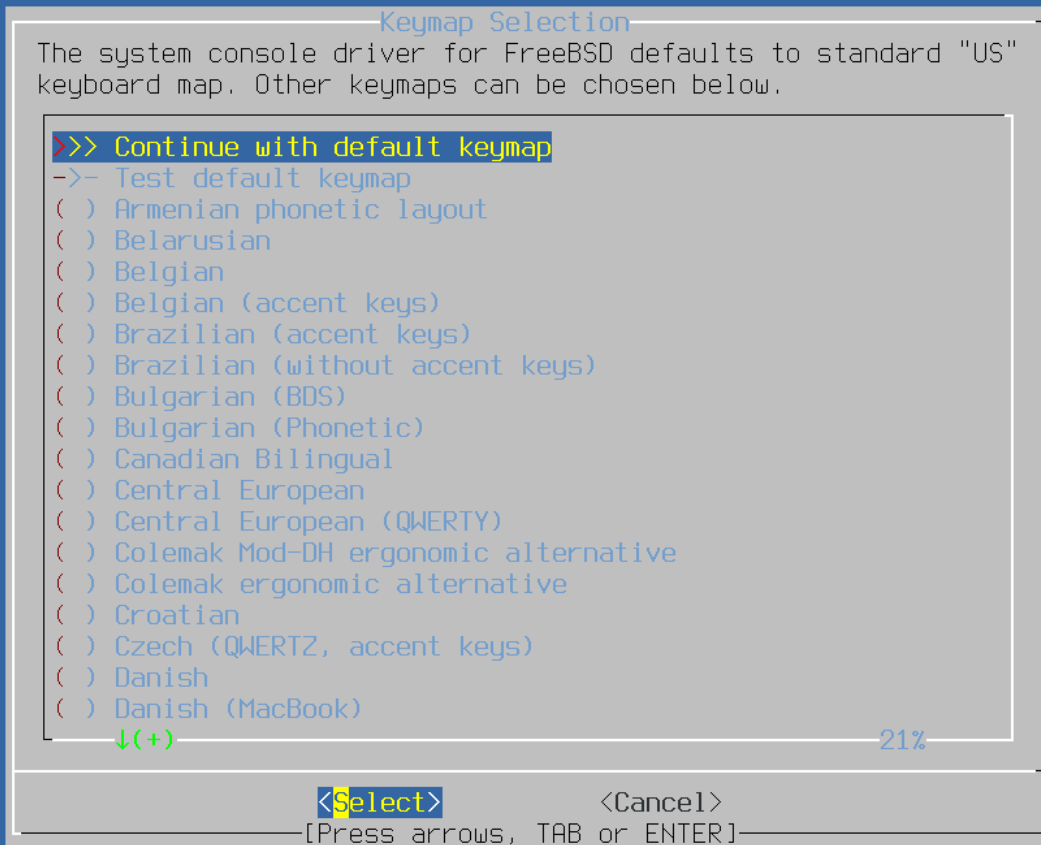 Keymap Selection
The system console driver for FreeBSD defaults to standard "US"
keyboard map. Other keymaps can be chosen below.
>>> Continue with default keymap
->- Test default keymap
( ) Armenian phonetic layout
( ) Belarusian
( ) Belgian
( ) Belgian (accent keys)
( ) Brazilian (accent keys)
( ) Brazilian (without accent keys)
( ) Bulgarian (BDS)
( ) Bulgarian (Phonetic)
( ) Canadian Bilingual
( ) Central European
( ) Central European (QWERTY)
( ) Colemak Mod-DH ergonomic alternative
( ) Colemak ergonomic alternative
( ) Croatian
( ) Czech (QWERTZ, accent keys)
( ) Danish
( ) Danish (MacBook)
↓(+) 21%
<Select> <Cancel>
[Press arrows, TAB or ENTER]